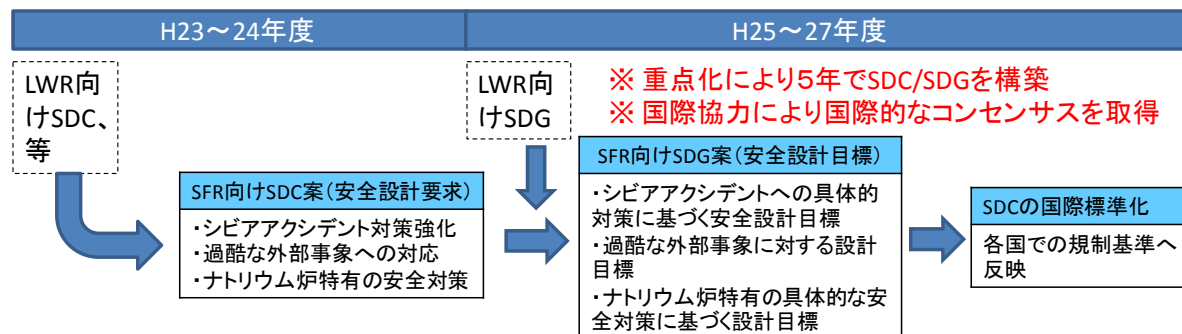 H23～24年度
H25～27年度
LWR向
けSDC、
等
LWR向
けSDG
※ 重点化により５年でSDC/SDGを構築
※ 国際協力により国際的なコンセンサスを取得
SFR向けSDC案（安全設計要求）
・シビアアクシデント対策強化
・過酷な外部事象への対応
・ナトリウム炉特有の安全対策
SFR向けSDG案（安全設計目標）
・シビアアクシデントへの具体的
対策に基づく安全設計目標
・過酷な外部事象に対する設計
目標
・ナトリウム炉特有の具体的な安
全対策に基づく設計目標
SDCの国際標準化
各国での規制基準へ
反映